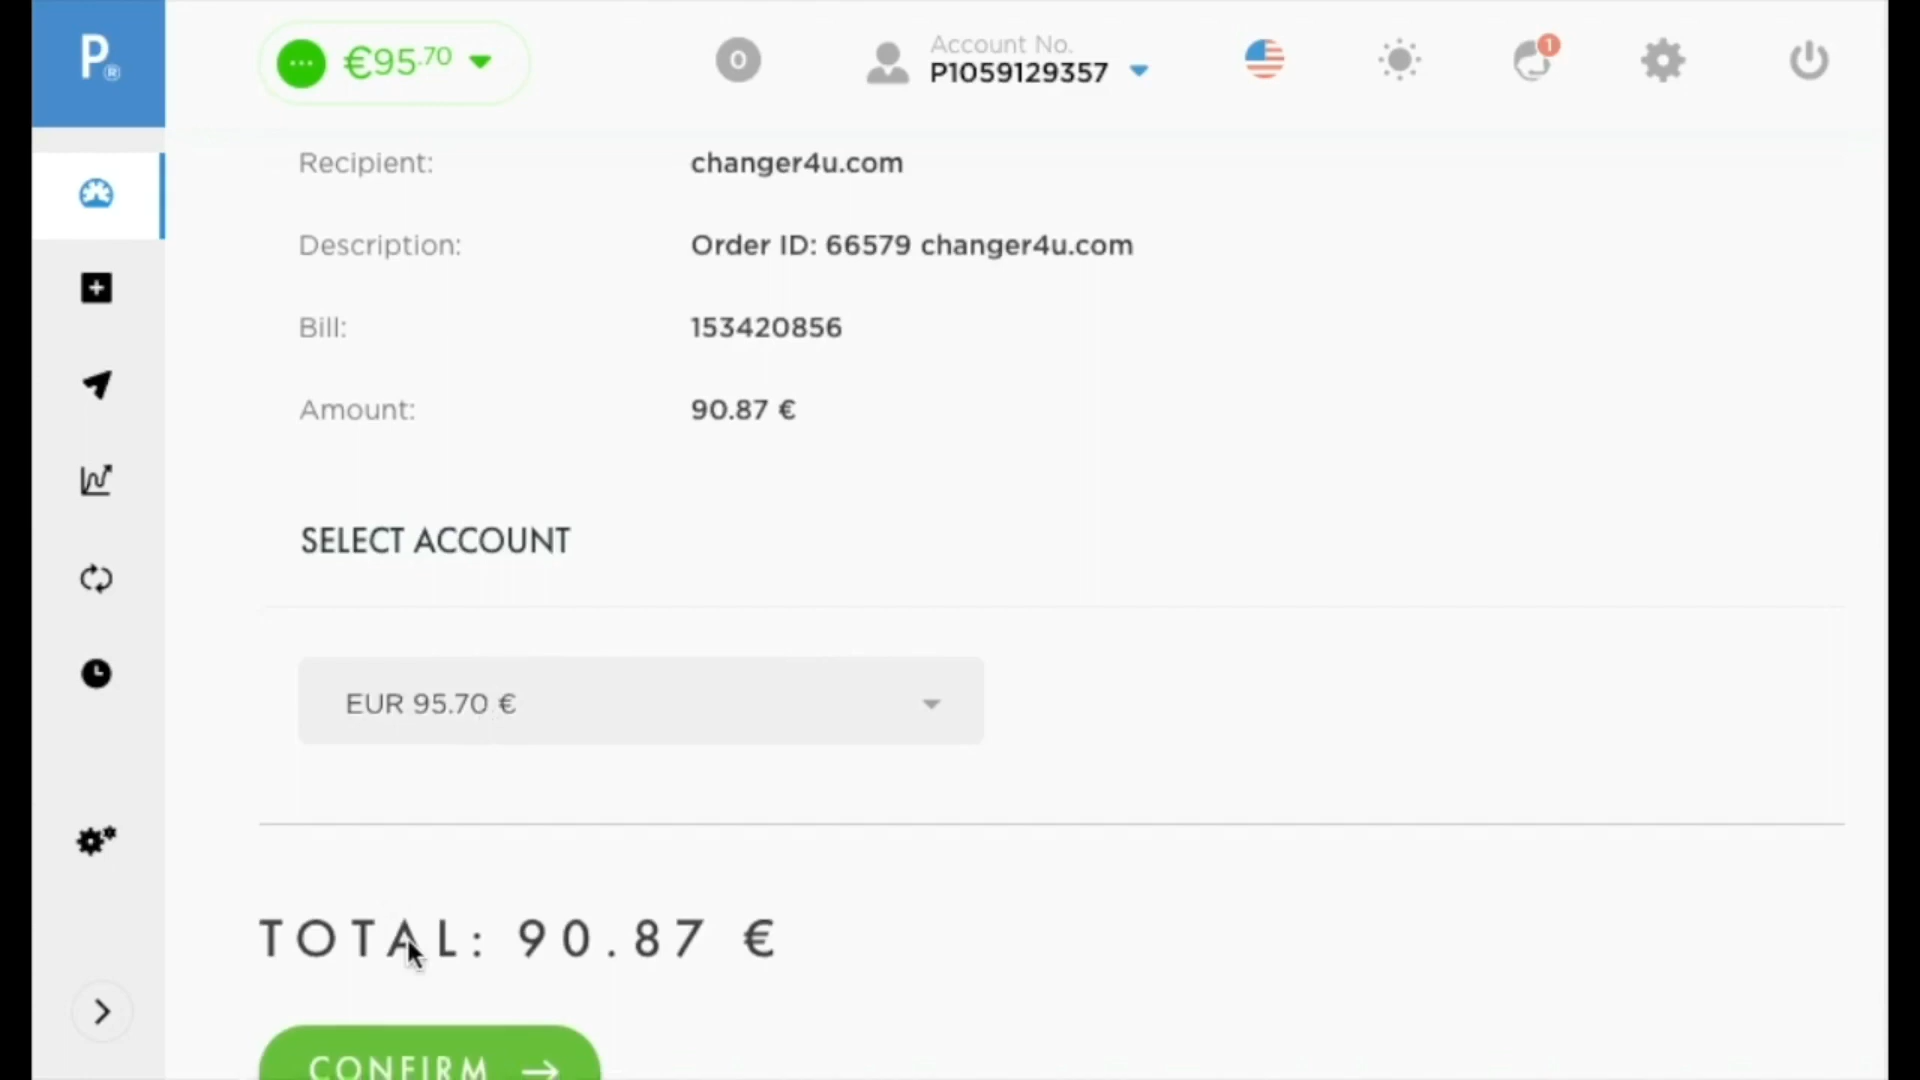 P®
€95.70
0
Account No.
P1059129357
1
Recipient: changer4u.com
Description: Order ID: 66579 changer4u.com
Bill: 153420856
Amount: 90.87 €
SELECT ACCOUNT
EUR 95.70 €
TOTAL: 90.87 €
CONFIRM